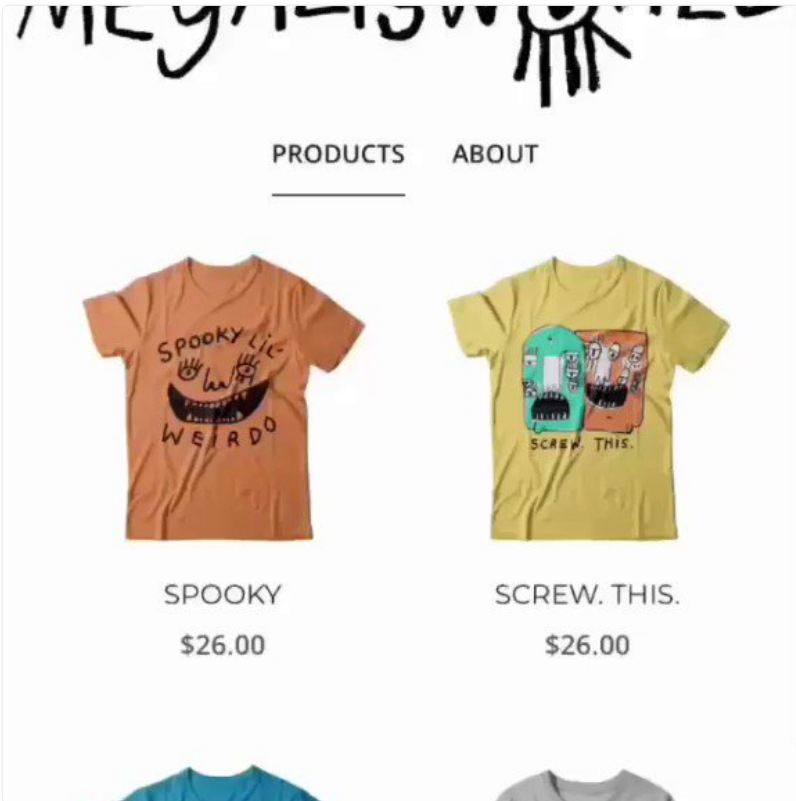 PRODUCTS ABOUT
SPOOKY LIL'
WEIRDO
SCREW. THIS.
SPOOKY
SCREW. THIS.
$26.00
$26.00